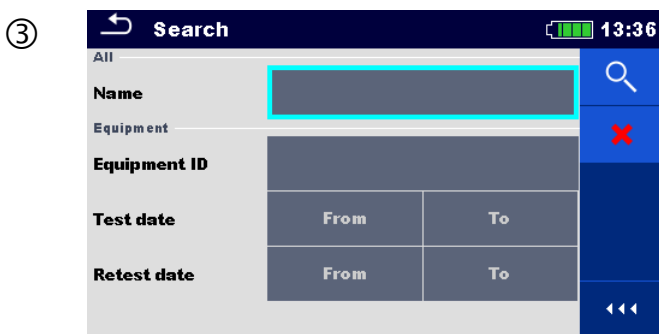 ③
Search 13:36
All
Name
Equipment
Equipment ID
Test date From To
Retest date From To